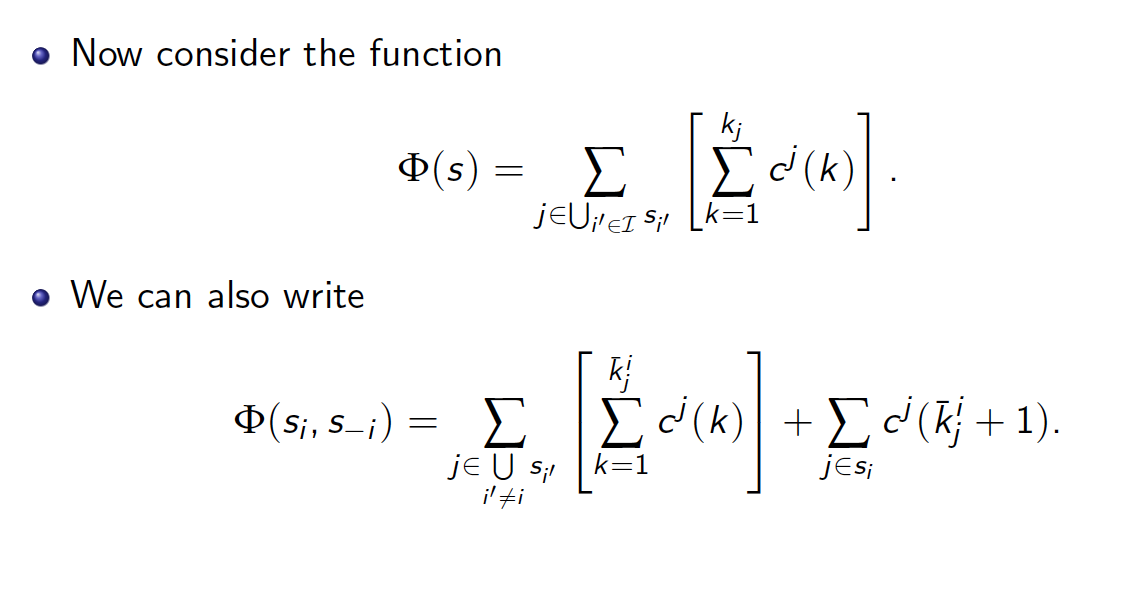 • Now consider the function
Φ(s) = ∑_{j∈⋃_{i′∈ℐ} s_{i′}} [ ∑_{k=1}^{k_j} c^j(k) ] .
• We can also write
Φ(s_i, s_{−i}) = ∑_{j∈ ⋃_{i′≠i} s_{i′}} [ ∑_{k=1}^{k̄_j^i} c^j(k) ] + ∑_{j∈s_i} c^j(k̄_j^i + 1).